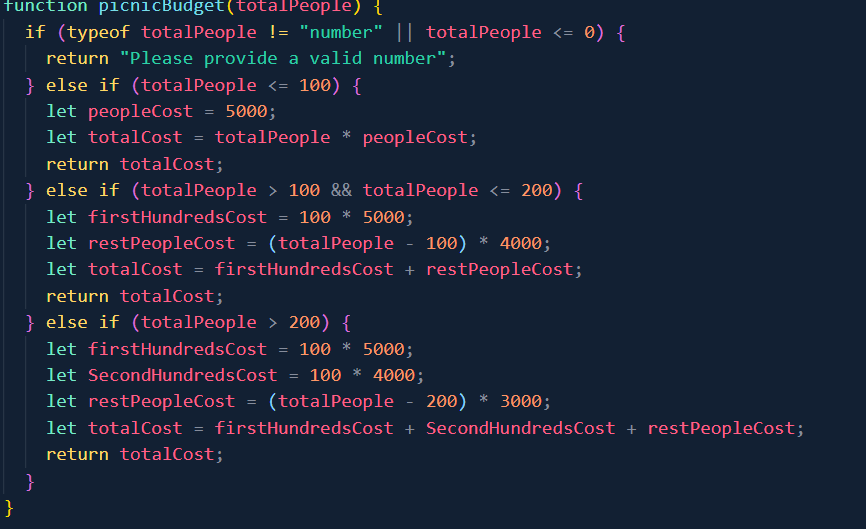 function picnicBudget(totalPeople) {
if (typeof totalPeople != "number" || totalPeople <= 0) {
return "Please provide a valid number";
} else if (totalPeople <= 100) {
let peopleCost = 5000;
let totalCost = totalPeople * peopleCost;
return totalCost;
} else if (totalPeople > 100 && totalPeople <= 200) {
let firstHundredsCost = 100 * 5000;
let restPeopleCost = (totalPeople - 100) * 4000;
let totalCost = firstHundredsCost + restPeopleCost;
return totalCost;
} else if (totalPeople > 200) {
let firstHundredsCost = 100 * 5000;
let SecondHundredsCost = 100 * 4000;
let restPeopleCost = (totalPeople - 200) * 3000;
let totalCost = firstHundredsCost + SecondHundredsCost + restPeopleCost;
return totalCost;
}
}